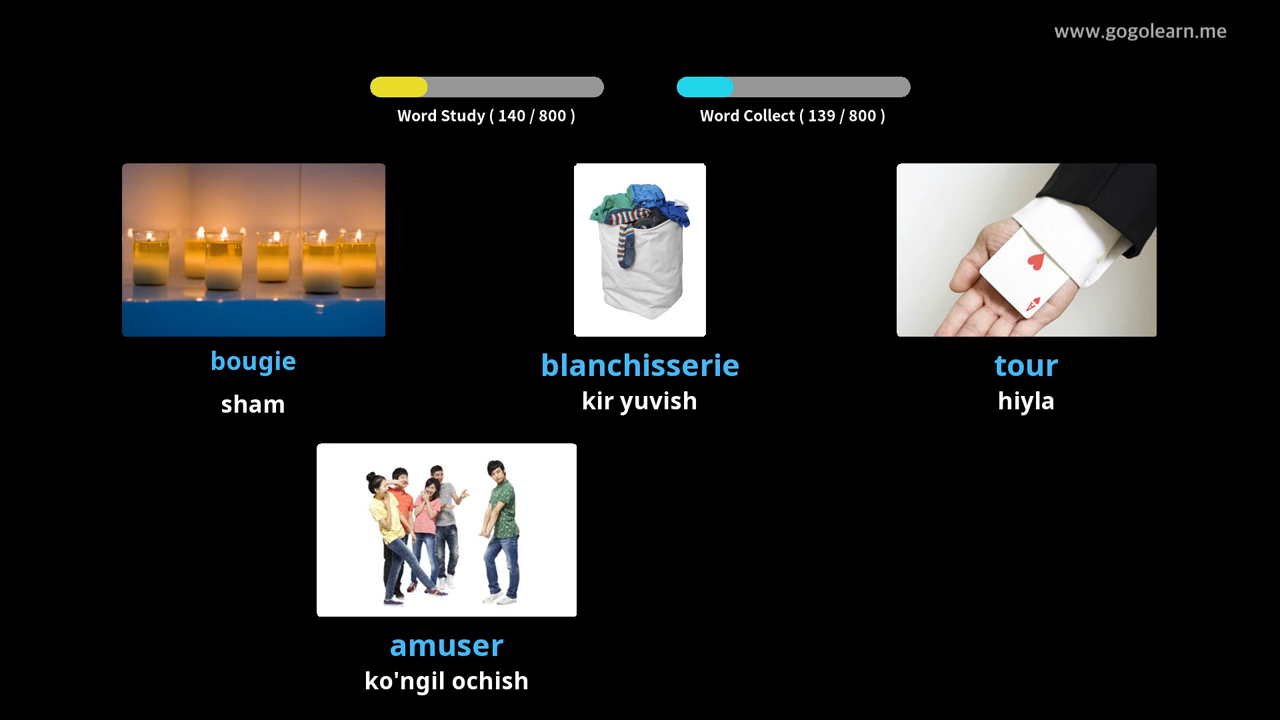 www.gogolearn.me
Word Study ( 140 / 800 )
Word Collect ( 139 / 800 )
bougie
sham
blanchisserie
kir yuvish
tour
hiyla
amuser
ko'ngil ochish